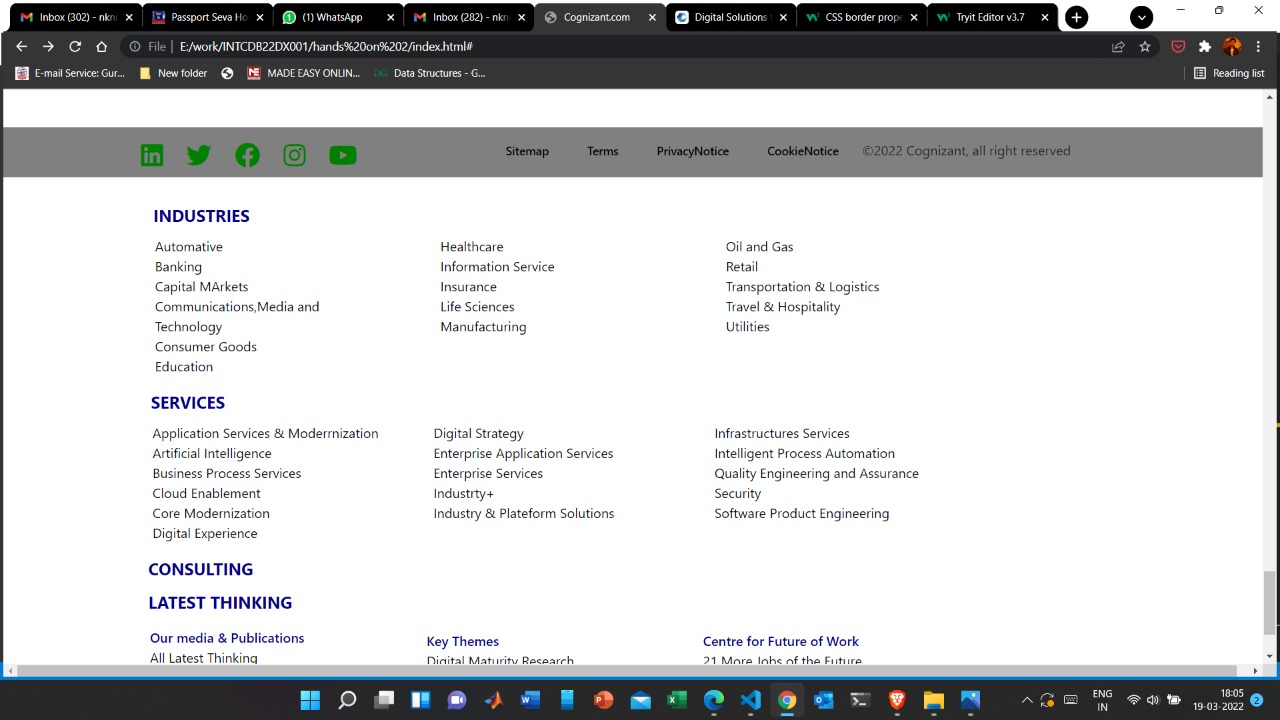 Inbox (302) - nkni
Passport Seva Ho
(1) WhatsApp
Inbox (282) - nkni
Cognizant.com
Digital Solutions
CSS border prope
Tryit Editor v3.7
File | E:/work/INTCDB22DX001/hands%20on%202/index.html#
E-mail Service: Gur...
New folder
MADE EASY ONLIN...
Data Structures - G...
Reading list
Sitemap Terms PrivacyNotice CookieNotice ©2022 Cognizant, all right reserved
INDUSTRIES
Automative
Banking
Capital MArkets
Communications,Media and
Technology
Consumer Goods
Education
Healthcare
Information Service
Insurance
Life Sciences
Manufacturing
Oil and Gas
Retail
Transportation & Logistics
Travel & Hospitality
Utilities
SERVICES
Application Services & Moderrnization
Artificial Intelligence
Business Process Services
Cloud Enablement
Core Modernization
Digital Experience
Digital Strategy
Enterprise Application Services
Enterprise Services
Industrty+
Industry & Plateform Solutions
Infrastructures Services
Intelligent Process Automation
Quality Engineering and Assurance
Security
Software Product Engineering
CONSULTING
LATEST THINKING
Our media & Publications
All Latest Thinking
Key Themes
Digital Maturity Research
Centre for Future of Work
21 More Jobs of the Future
ENG
IN
18:05
19-03-2022
2